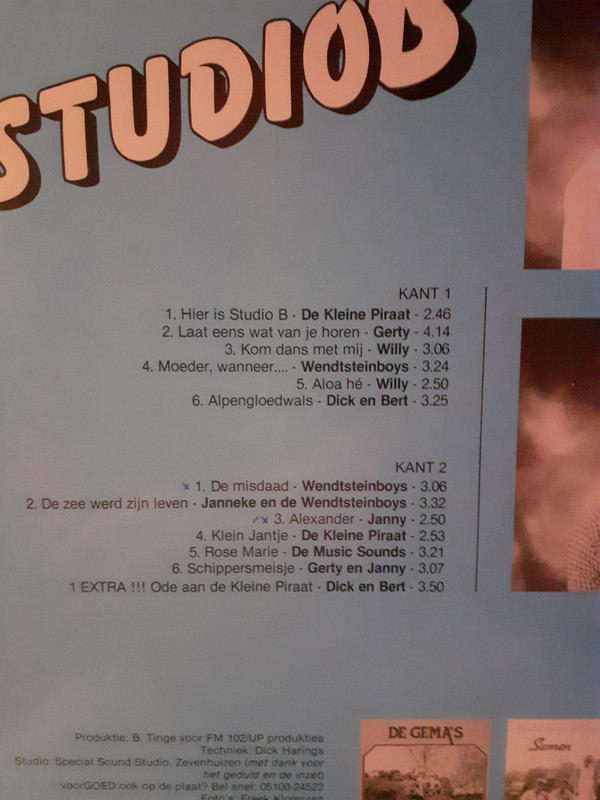 STUDIO B
KANT 1
1. Hier is Studio B - De Kleine Piraat - 2.46
2. Laat eens wat van je horen - Gerty - 4.14
3. Kom dans met mij - Willy - 3.06
4. Moeder, wanneer.... - Wendtsteinboys - 3.24
5. Aloa hé - Willy - 2.50
6. Alpengloedwals - Dick en Bert - 3.25
KANT 2
1. De misdaad - Wendtsteinboys - 3.06
2. De zee werd zijn leven - Janneke en de Wendtsteinboys - 3.32
3. Alexander - Janny - 2.50
4. Klein Jantje - De Kleine Piraat - 2.53
5. Rose Marie - De Music Sounds - 3.21
6. Schippersmeisje - Gerty en Janny - 3.07
1 EXTRA !!! Ode aan de Kleine Piraat - Dick en Bert - 3.50
Produktie: B. Tinge voor FM 102/UP produkties
Techniek: Dick Harings
Studio: Special Sound Studio, Zevenhuizen (met dank voor
het geduld en de inzet)
voorGOED ook op de plaat? Bel snel: 05100-24522
Foto's: Freek Klompian
DE GEMA'S
Samen